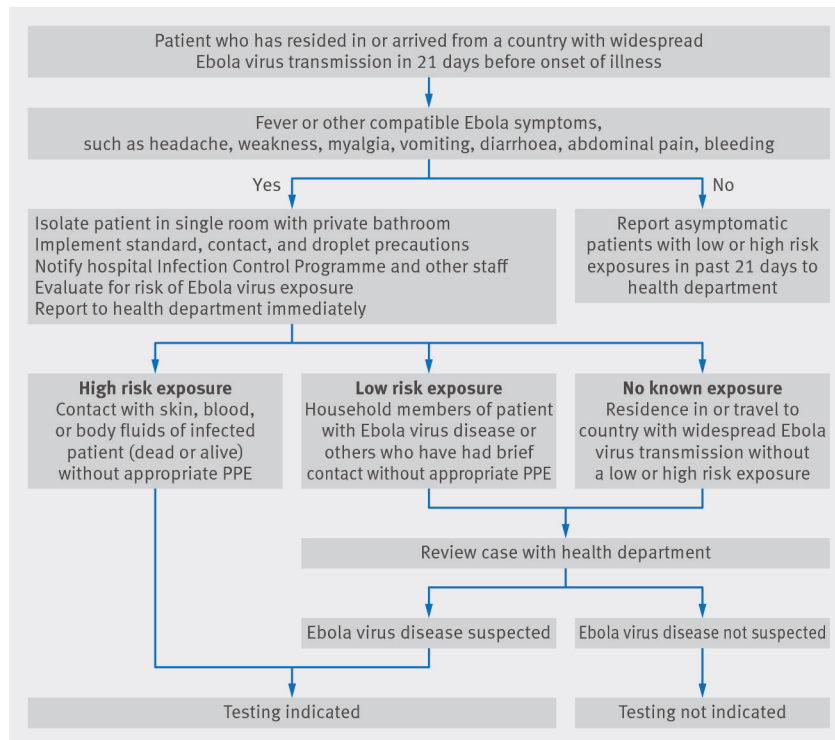 Patient who has resided in or arrived from a country with widespread
Ebola virus transmission in 21 days before onset of illness
Fever or other compatible Ebola symptoms,
such as headache, weakness, myalgia, vomiting, diarrhoea, abdominal pain, bleeding
Yes
No
Isolate patient in single room with private bathroom
Implement standard, contact, and droplet precautions
Notify hospital Infection Control Programme and other staff
Evaluate for risk of Ebola virus exposure
Report to health department immediately
Report asymptomatic
patients with low or high risk
exposures in past 21 days to
health department
High risk exposure
Contact with skin, blood,
or body fluids of infected
patient (dead or alive)
without appropriate PPE
Low risk exposure
Household members of patient
with Ebola virus disease or
others who have had brief
contact without appropriate PPE
No known exposure
Residence in or travel to
country with widespread Ebola
virus transmission without
a low or high risk exposure
Review case with health department
Ebola virus disease suspected
Ebola virus disease not suspected
Testing indicated
Testing not indicated